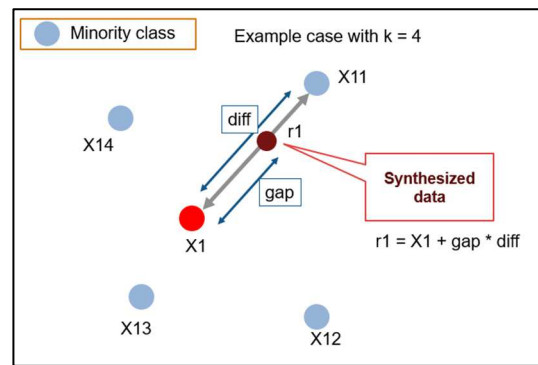 Minority class
Example case with k = 4
X11
diff
r1
X14
Synthesized
data
gap
X1
r1 = X1 + gap * diff
X13
X12